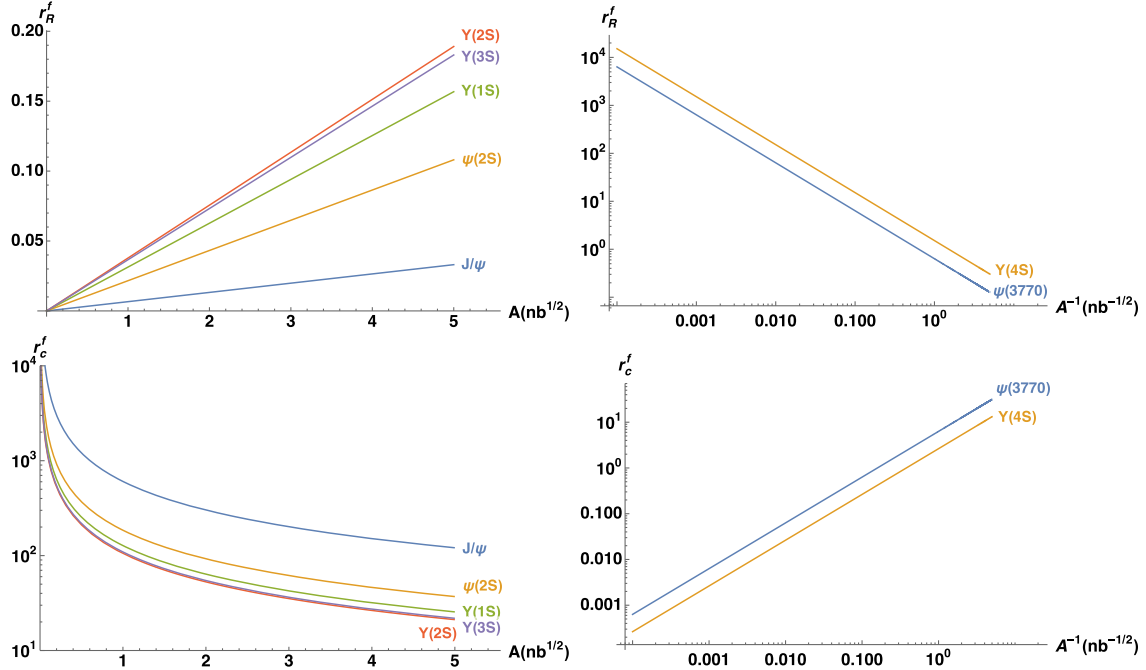 r_R^f
0.20
0.15
0.10
0.05
1
2
3
4
5
A(nb^{1/2})
Υ(2S)
Υ(3S)
Υ(1S)
ψ(2S)
J/ψ
r_R^f
10^4
10^3
10^2
10^1
10^0
0.001
0.010
0.100
10^0
A^{-1}(nb^{-1/2})
Υ(4S)
ψ(3770)
r_c^f
10^4
10^3
10^2
10^1
1
2
3
4
5
A(nb^{1/2})
J/ψ
ψ(2S)
Υ(1S)
Υ(2S) Υ(3S)
r_c^f
10^1
10^0
0.100
0.010
0.001
0.001
0.010
0.100
10^0
A^{-1}(nb^{-1/2})
ψ(3770)
Υ(4S)